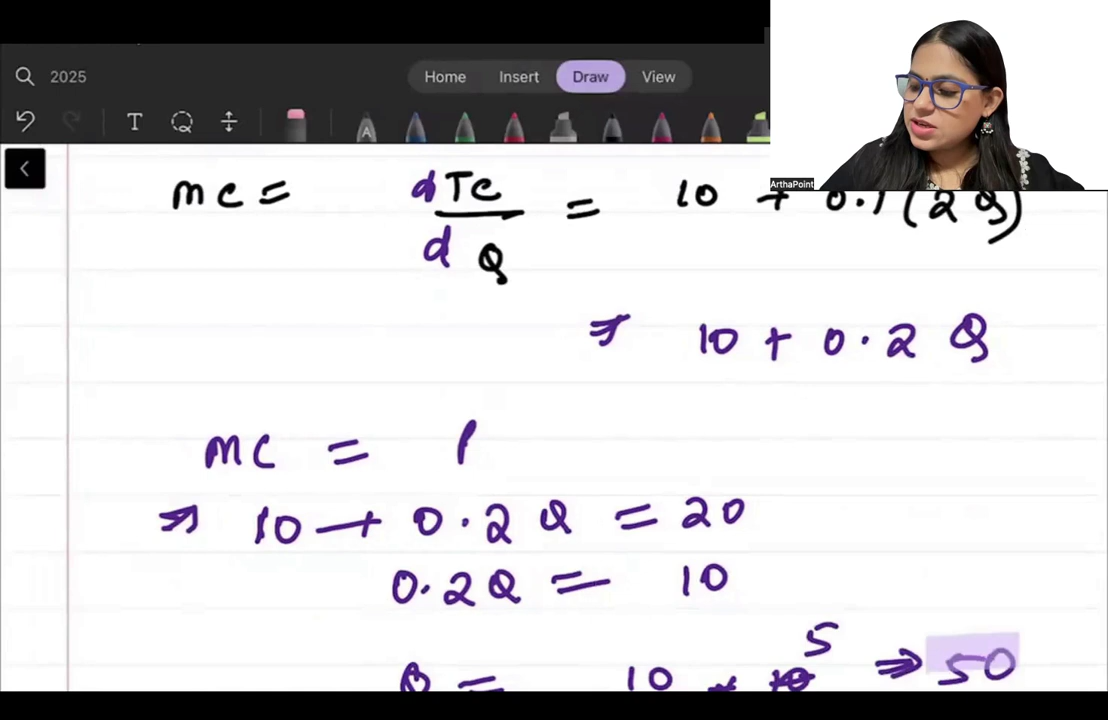 2025
Home Insert Draw View
T
A
ArthaPoint
mc = dTC/dQ = 10 + 0.1(2Q)
⇒ 10 + 0.2 Q
MC = P
⇒ 10 + 0.2 Q = 20
0.2Q = 10
Q = 10 * 5 ⇒ 50